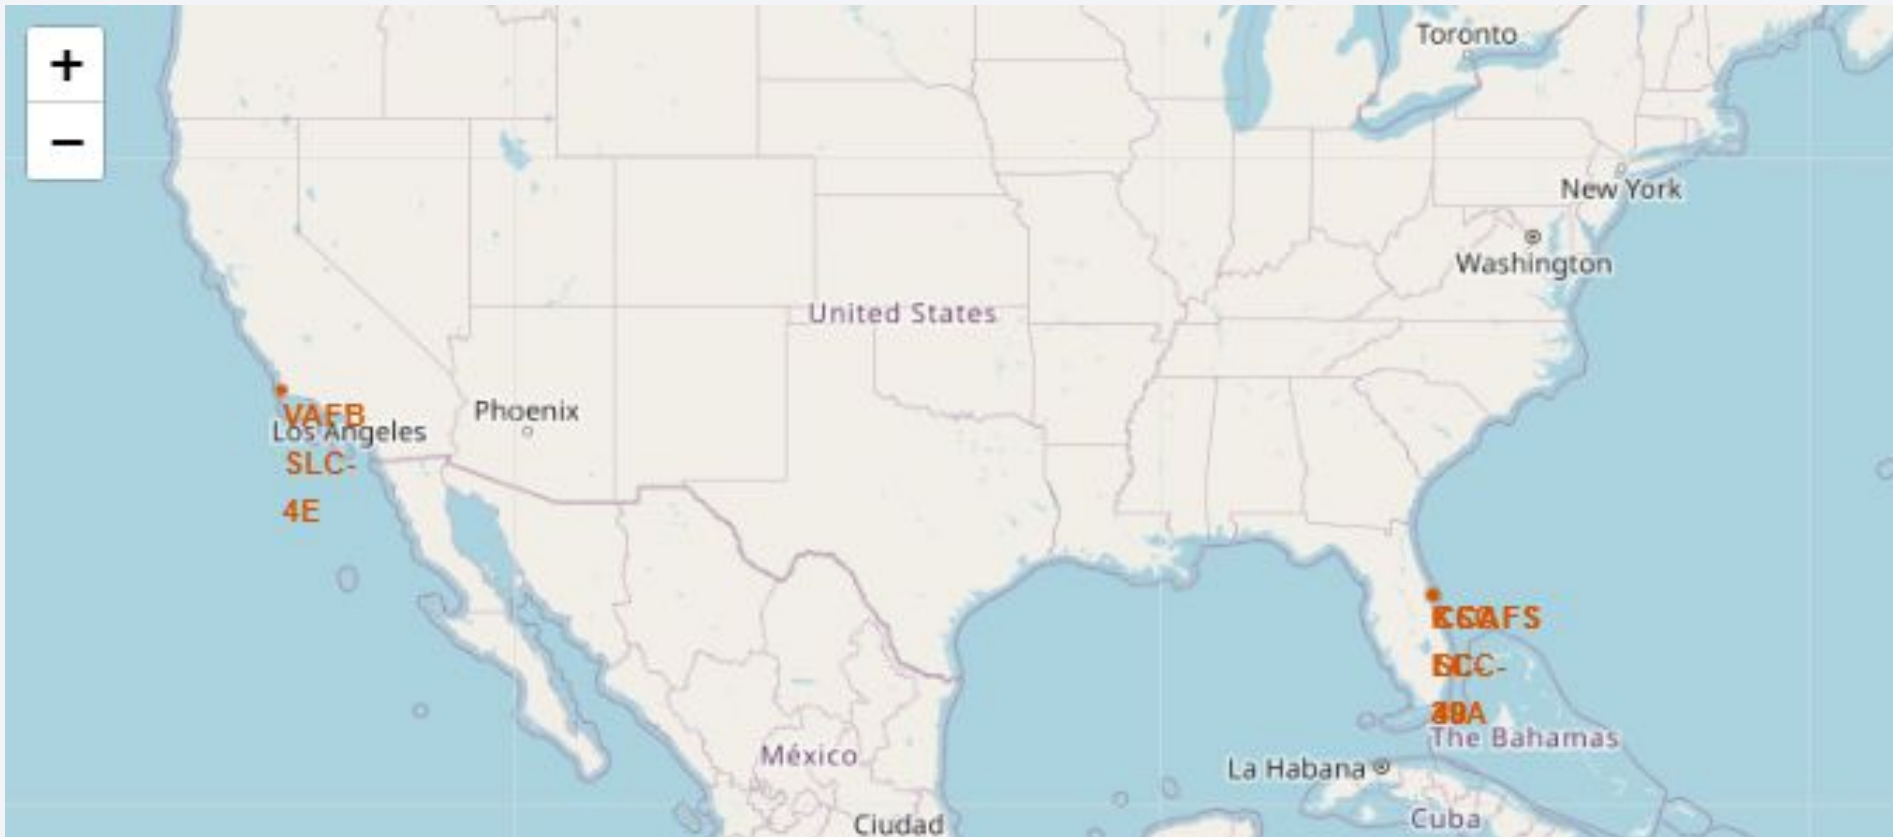 +
Toronto
−
New York
Washington
United States
VAFB
Phoenix
Los Angeles
SLC-
4E
México
The Bahamas
La Habana
Cuba
Ciudad